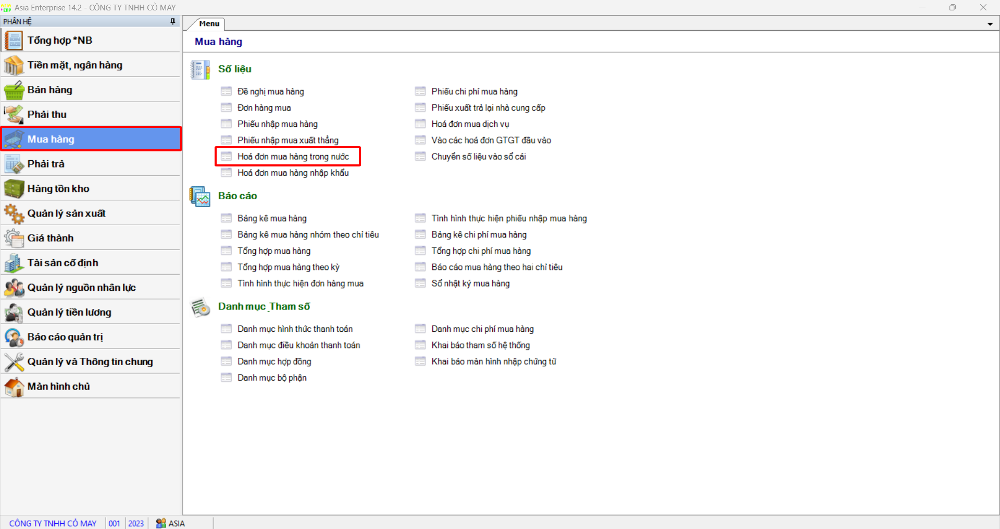 Asia Enterprise 14.2 - CÔNG TY TNHH CỎ MAY
PHÂN HỆ
Tổng hợp *NB
Tiền mặt, ngân hàng
Bán hàng
Phải thu
Mua hàng
Phải trả
Hàng tồn kho
Quản lý sản xuất
Giá thành
Tài sản cố định
Quản lý nguồn nhân lực
Quản lý tiền lương
Báo cáo quản trị
Quản lý và Thông tin chung
Màn hình chủ
Menu
Mua hàng
Số liệu
Đề nghị mua hàng
Đơn hàng mua
Phiếu nhập mua hàng
Phiếu nhập mua xuất thẳng
Hoá đơn mua hàng trong nước
Hoá đơn mua hàng nhập khẩu
Phiếu chi phí mua hàng
Phiếu xuất trả lại nhà cung cấp
Hoá đơn mua dịch vụ
Vào các hoá đơn GTGT đầu vào
Chuyển số liệu vào sổ cái
Báo cáo
Bảng kê mua hàng
Bảng kê mua hàng nhóm theo chỉ tiêu
Tổng hợp mua hàng
Tổng hợp mua hàng theo kỳ
Tình hình thực hiện đơn hàng mua
Tình hình thực hiện phiếu nhập mua hàng
Bảng kê chi phí mua hàng
Tổng hợp chi phí mua hàng
Báo cáo mua hàng theo hai chỉ tiêu
Sổ nhật ký mua hàng
Danh mục_Tham số
Danh mục hình thức thanh toán
Danh mục điều khoản thanh toán
Danh mục hợp đồng
Danh mục bộ phận
Danh mục chi phí mua hàng
Khai báo tham số hệ thống
Khai báo màn hình nhập chứng từ
CÔNG TY TNHH CỎ MAY 001 2023 ASIA